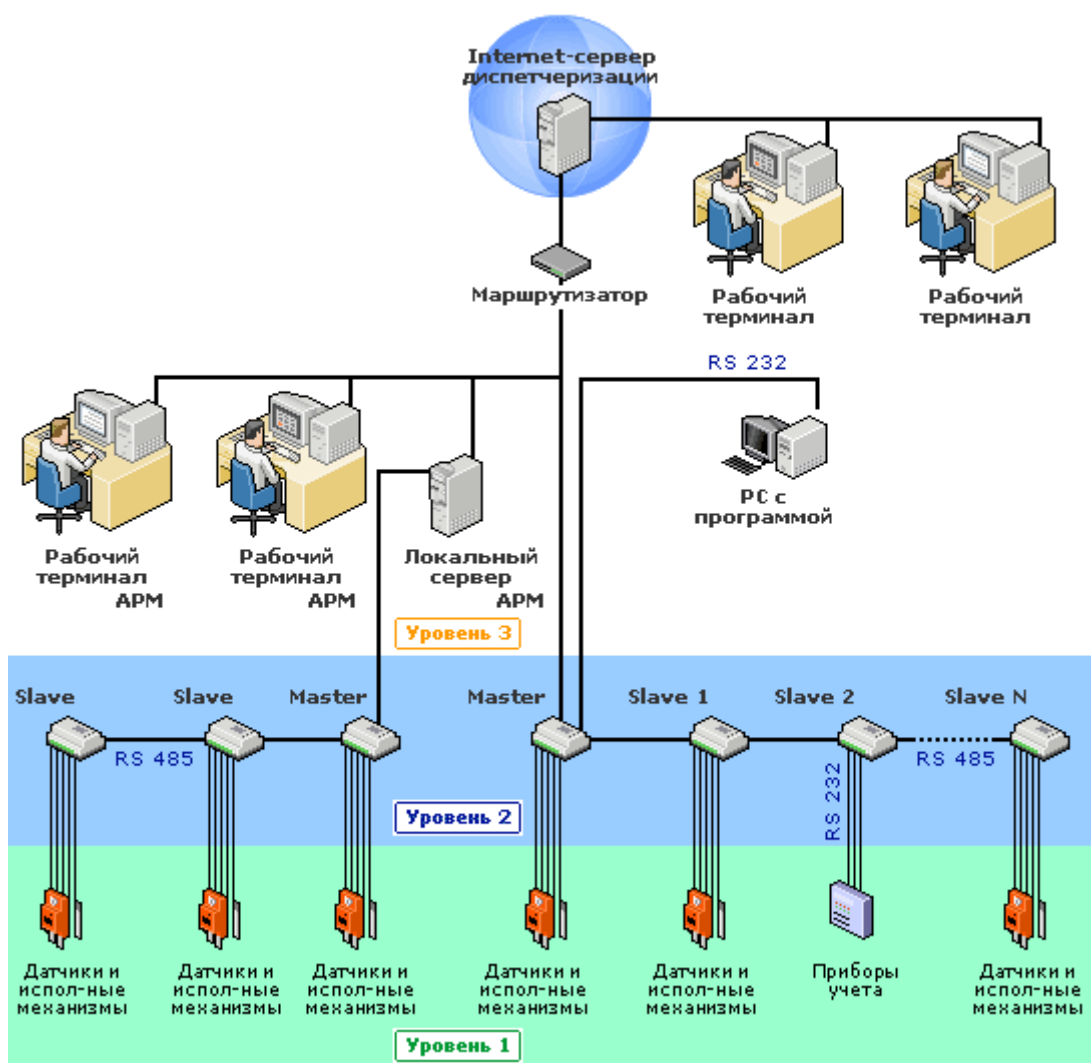 Internet-сервер
диспетчеризации
Маршрутизатор
Рабочий
терминал
Рабочий
терминал
RS 232
PC с
программой
Рабочий
терминал
АРМ
Рабочий
терминал
АРМ
Локальный
сервер
АРМ
Уровень 3
Slave
Slave
Master
Master
Slave 1
Slave 2
Slave N
RS 485
RS 232
RS 485
Уровень 2
Датчики и
испол-ные
механизмы
Датчики и
испол-ные
механизмы
Датчики и
испол-ные
механизмы
Датчики и
испол-ные
механизмы
Датчики и
испол-ные
механизмы
Приборы
учета
Датчики и
испол-ные
механизмы
Уровень 1